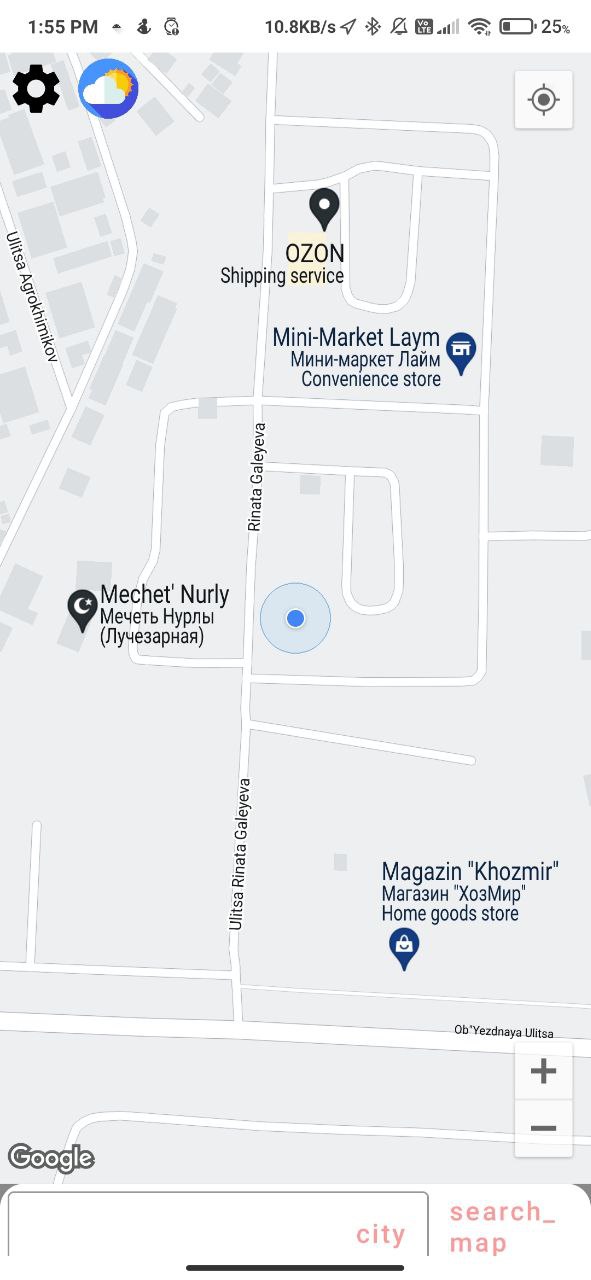 1:55 PM 10.8KB/s Vo LTE 25%
Ulitsa Agrokhimikov
OZON
Shipping service
Mini-Market Laym
Мини-маркет Лайм
Convenience store
Rinata Galeyeva
Mechet' Nurly
Мечеть Нурлы
(Лучезарная)
Ulitsa Rinata Galeyeva
Magazin "Khozmir"
Магазин "ХозМир"
Home goods store
Ob"Yezdnaya Ulitsa
+
−
Google
city
search_
map